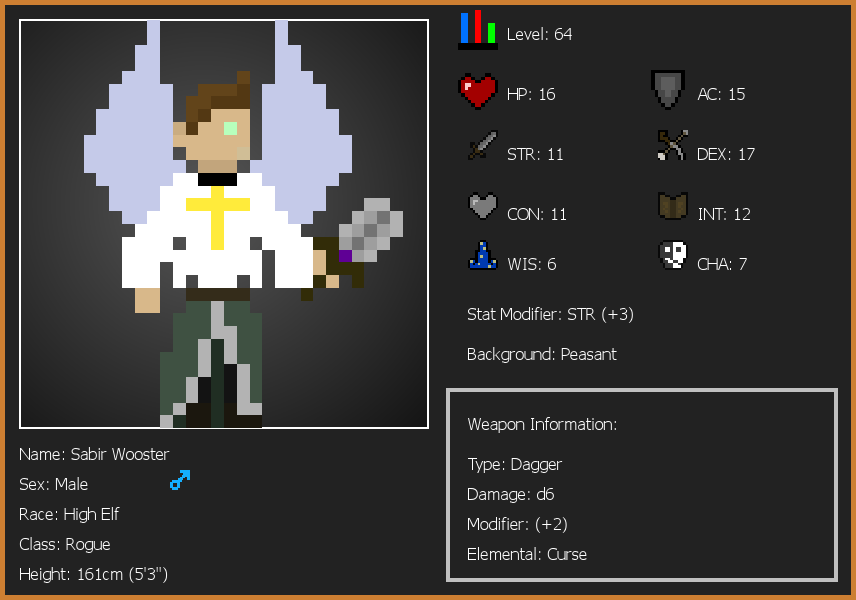 Level: 64
HP: 16
AC: 15
STR: 11
DEX: 17
CON: 11
INT: 12
WIS: 6
CHA: 7
Stat Modifier: STR (+3)
Background: Peasant
Weapon Information:
Type: Dagger
Damage: d6
Modifier: (+2)
Elemental: Curse
Name: Sabir Wooster
Sex: Male
Race: High Elf
Class: Rogue
Height: 161cm (5'3")